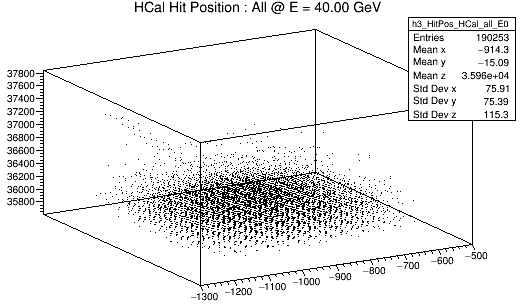 HCal Hit Position : All @ E = 40.00 GeV
h3_HitPos_HCal_all_E0
Entries 190253
Mean x −914.3
Mean y −15.09
Mean z 3.596e+04
Std Dev x 75.91
Std Dev y 75.39
Std Dev z 115.3
37800
37600
37400
37200
37000
36800
36600
36400
36200
36000
35800
−1300
−1200
−1100
−1000
−900
−800
−700
−600
−500